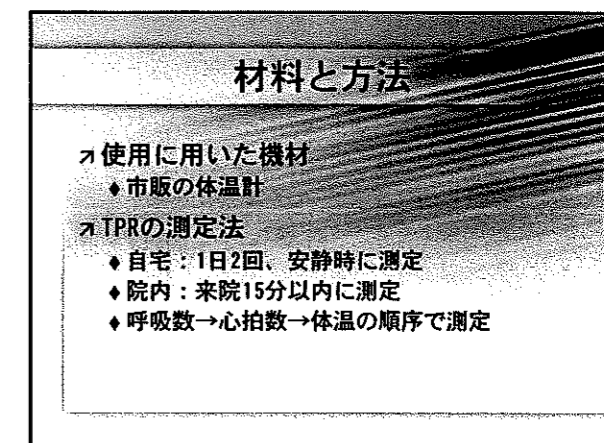 材料と方法
使用に用いた機材
市販の体温計
TPRの測定法
自宅：1日2回、安静時に測定
院内：来院15分以内に測定
呼吸数→心拍数→体温の順序で測定